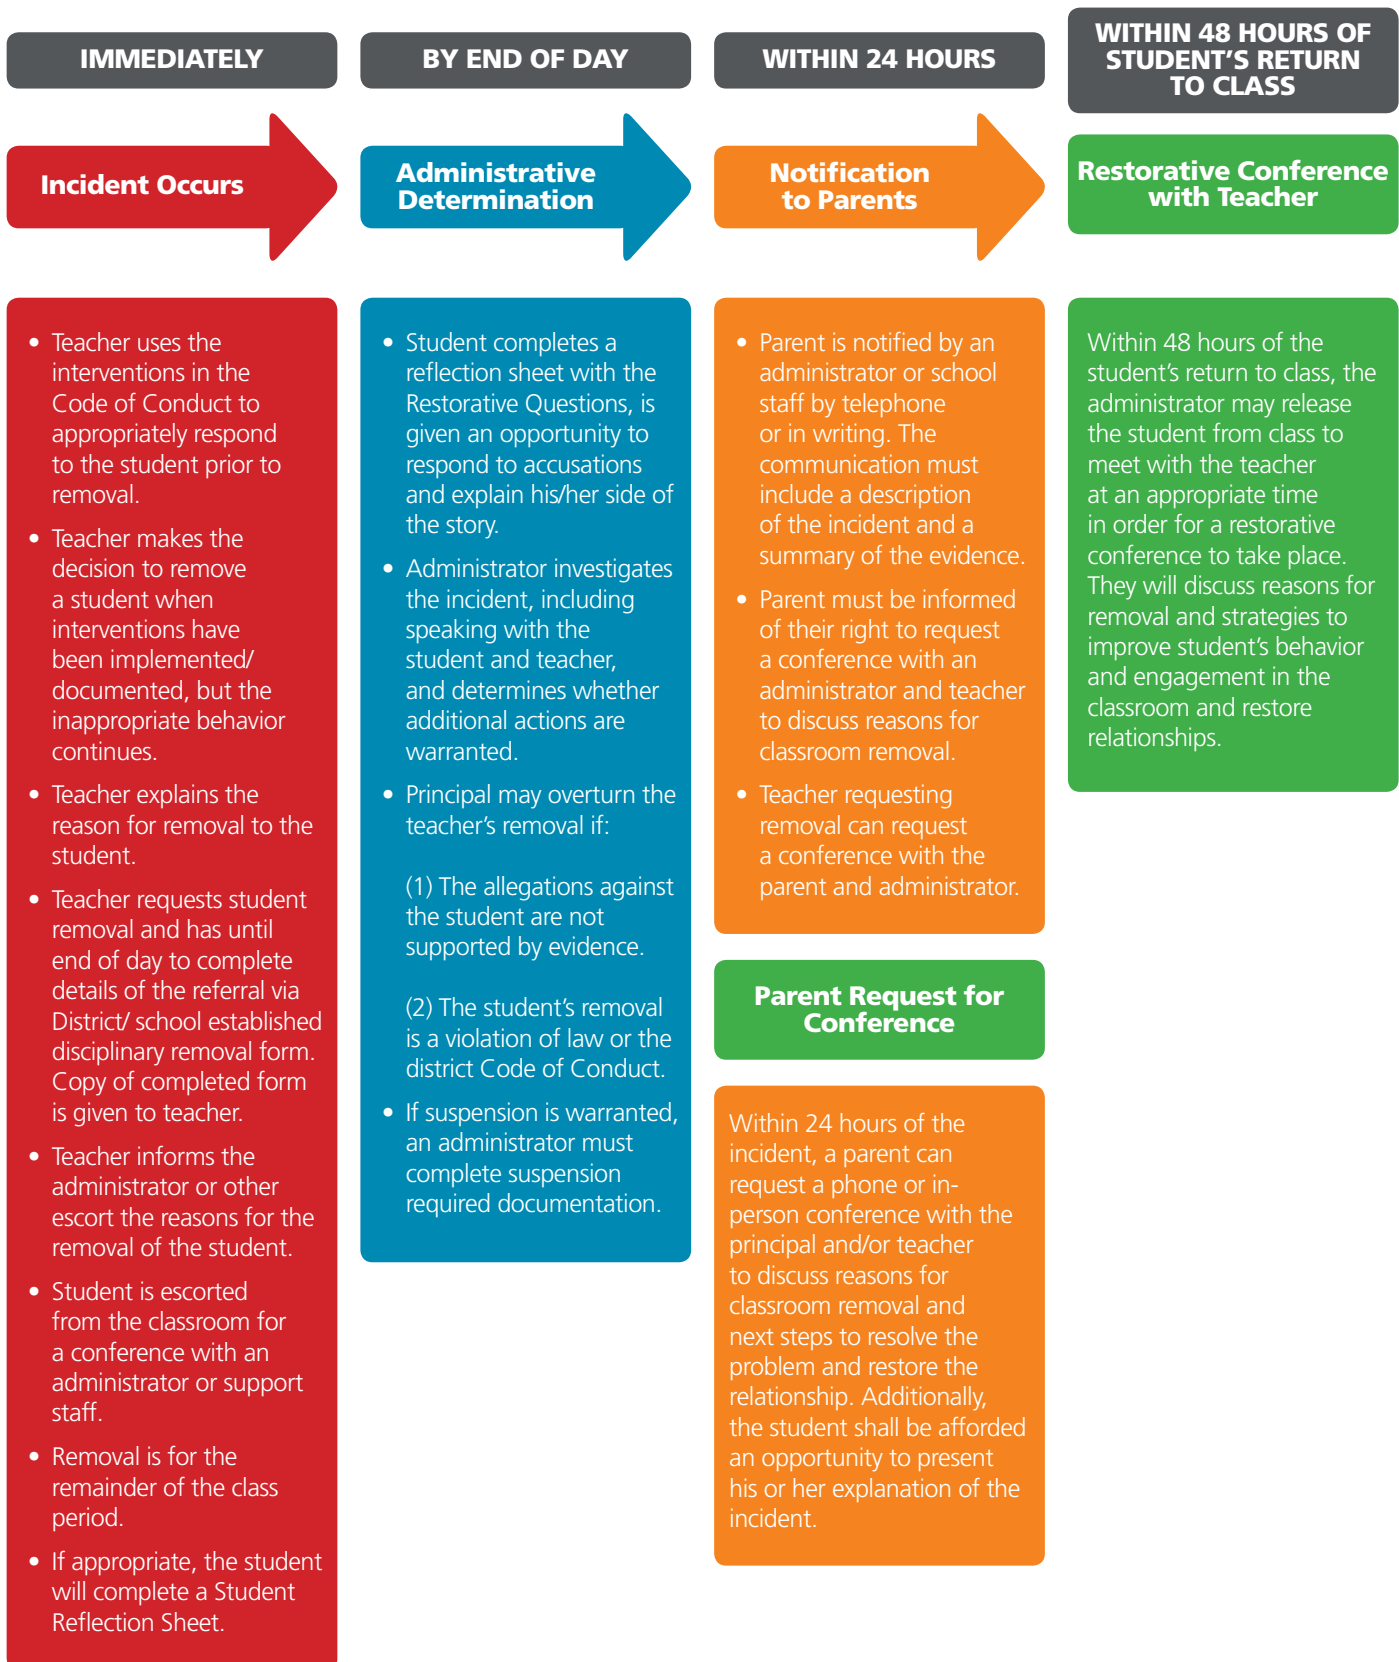 IMMEDIATELY
Incident Occurs
• Teacher uses the
interventions in the
Code of Conduct to
appropriately respond
to the student prior to
removal.
• Teacher makes the
decision to remove
a student when
interventions have
been implemented/
documented, but the
inappropriate behavior
continues.
• Teacher explains the
reason for removal to the
student.
• Teacher requests student
removal and has until
end of day to complete
details of the referral via
District/ school established
disciplinary removal form.
Copy of completed form
is given to teacher.
• Teacher informs the
administrator or other
escort the reasons for the
removal of the student.
• Student is escorted
from the classroom for
a conference with an
administrator or support
staff.
• Removal is for the
remainder of the class
period.
• If appropriate, the student
will complete a Student
Reflection Sheet.
BY END OF DAY
Administrative
Determination
• Student completes a
reflection sheet with the
Restorative Questions, is
given an opportunity to
respond to accusations
and explain his/her side of
the story.
• Administrator investigates
the incident, including
speaking with the
student and teacher,
and determines whether
additional actions are
warranted.
• Principal may overturn the
teacher’s removal if:
(1) The allegations against
the student are not
supported by evidence.
(2) The student’s removal
is a violation of law or the
district Code of Conduct.
• If suspension is warranted,
an administrator must
complete suspension
required documentation.
WITHIN 24 HOURS
Notification
to Parents
• Parent is notified by an
administrator or school
staff by telephone
or in writing. The
communication must
include a description
of the incident and a
summary of the evidence.
• Parent must be informed
of their right to request
a conference with an
administrator and teacher
to discuss reasons for
classroom removal.
• Teacher requesting
removal can request
a conference with the
parent and administrator.
Parent Request for
Conference
Within 24 hours of the
incident, a parent can
request a phone or in-
person conference with the
principal and/or teacher
to discuss reasons for
classroom removal and
next steps to resolve the
problem and restore the
relationship. Additionally,
the student shall be afforded
an opportunity to present
his or her explanation of the
incident.
WITHIN 48 HOURS OF
STUDENT’S RETURN
TO CLASS
Restorative Conference
with Teacher
Within 48 hours of the
student’s return to class, the
administrator may release
the student from class to
meet with the teacher
at an appropriate time
in order for a restorative
conference to take place.
They will discuss reasons for
removal and strategies to
improve student’s behavior
and engagement in the
classroom and restore
relationships.